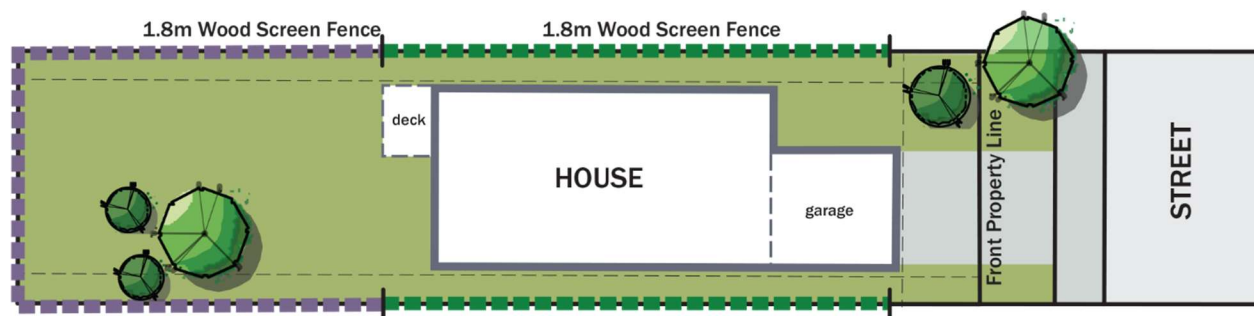 1.8m Wood Screen Fence
1.8m Wood Screen Fence
deck
HOUSE
garage
Front Property Line
STREET